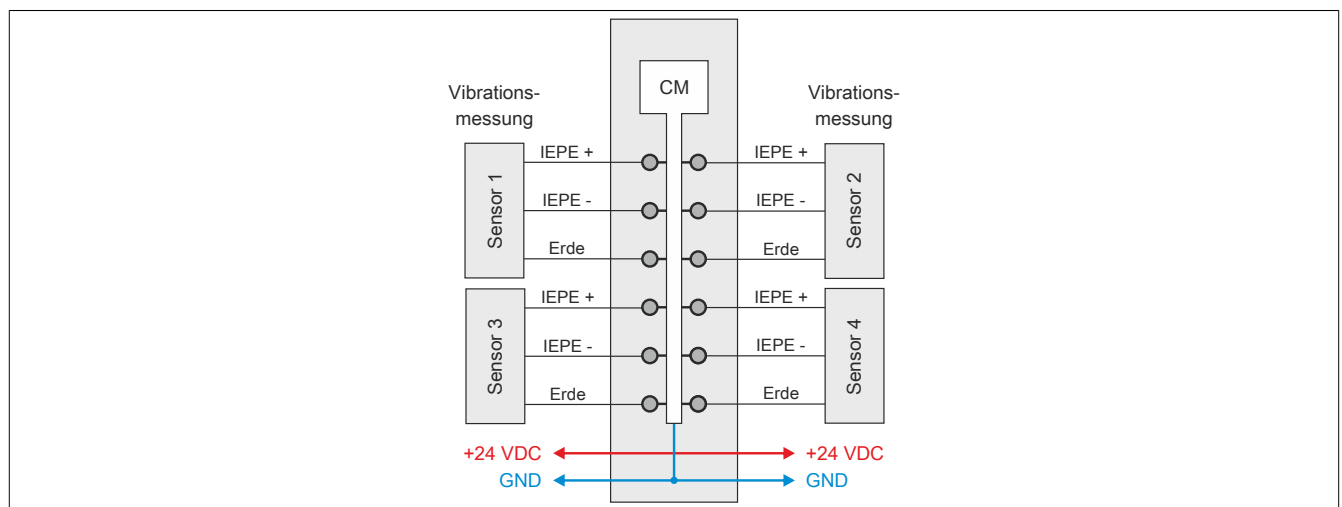 CM
Vibrations-
messung
Vibrations-
messung
Sensor 1
IEPE +
IEPE -
Erde
IEPE +
IEPE -
Erde
Sensor 2
Sensor 3
IEPE +
IEPE -
Erde
IEPE +
IEPE -
Erde
Sensor 4
+24 VDC
+24 VDC
GND
GND